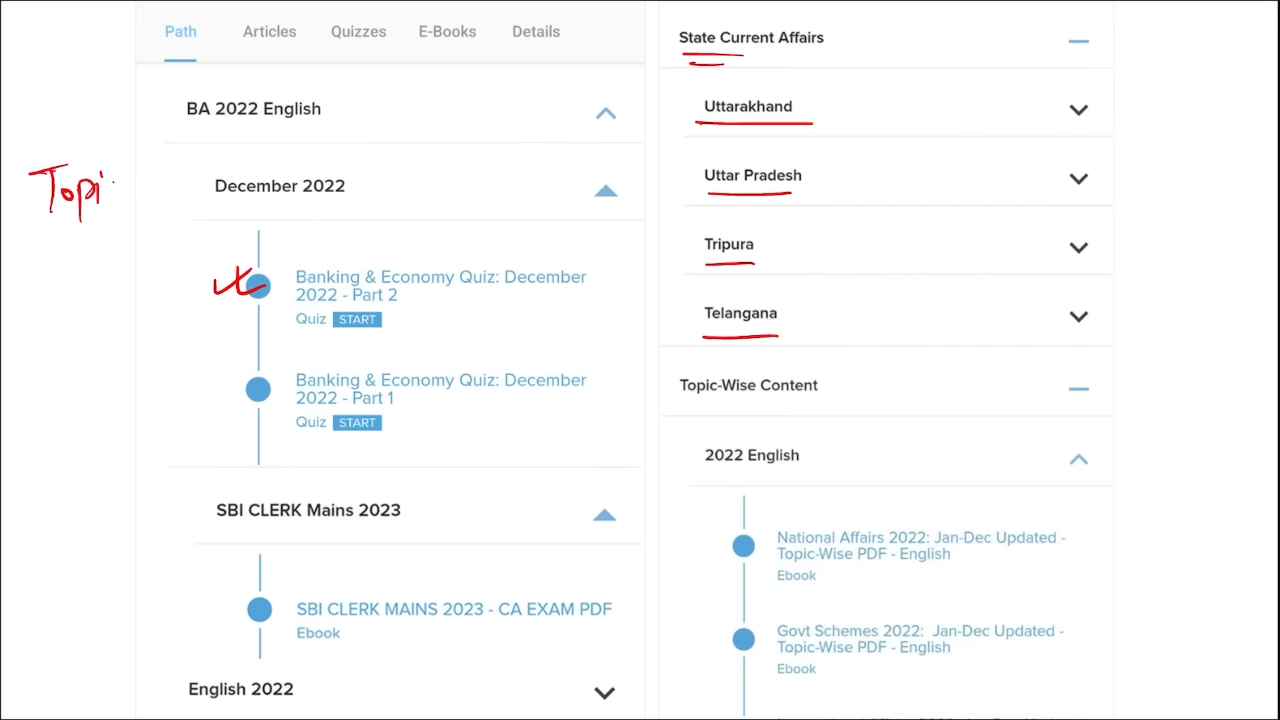 Path Articles Quizzes E-Books Details
BA 2022 English
December 2022
Topi
Banking & Economy Quiz: December
2022 - Part 2
Quiz START
Banking & Economy Quiz: December
2022 - Part 1
Quiz START
SBI CLERK Mains 2023
SBI CLERK MAINS 2023 - CA EXAM PDF
Ebook
English 2022
State Current Affairs
Uttarakhand
Uttar Pradesh
Tripura
Telangana
Topic-Wise Content
2022 English
National Affairs 2022: Jan-Dec Updated -
Topic-Wise PDF - English
Ebook
Govt Schemes 2022: Jan-Dec Updated -
Topic-Wise PDF - English
Ebook